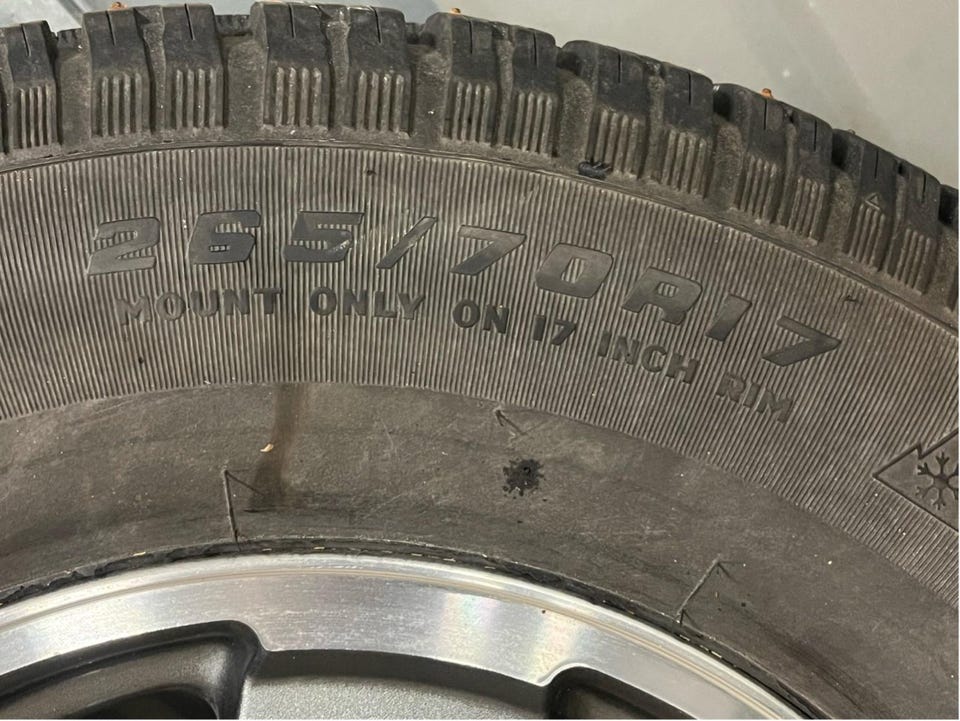 265/70R17
MOUNT ONLY ON 17 INCH RIM